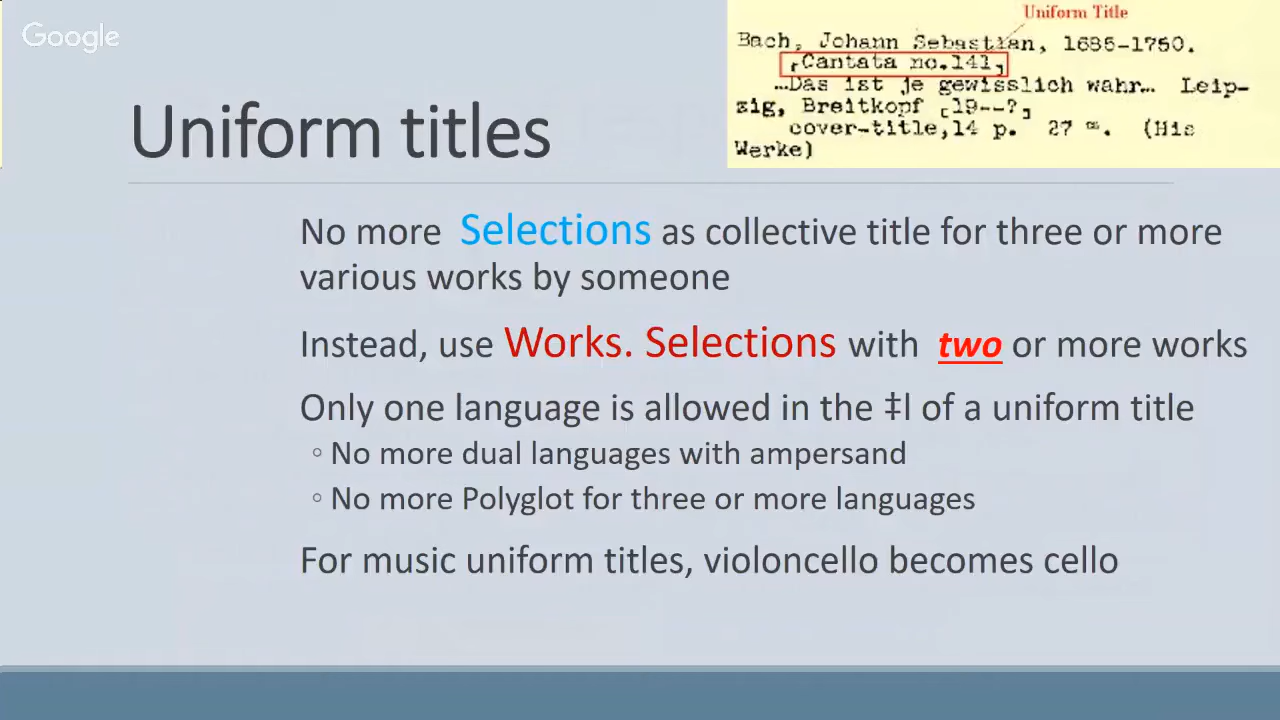 Google
Uniform Title
Bach, Johann Sebastian, 1685-1750.
[Cantata no.141]
…Das ist je gewisslich wahr… Leip-
zig, Breitkopf [19--?]
cover-title, 14 p. 27 cm. (His
Werke)
Uniform titles
No more Selections as collective title for three or more
various works by someone
Instead, use Works. Selections with two or more works
Only one language is allowed in the ‡l of a uniform title
◦ No more dual languages with ampersand
◦ No more Polyglot for three or more languages
For music uniform titles, violoncello becomes cello